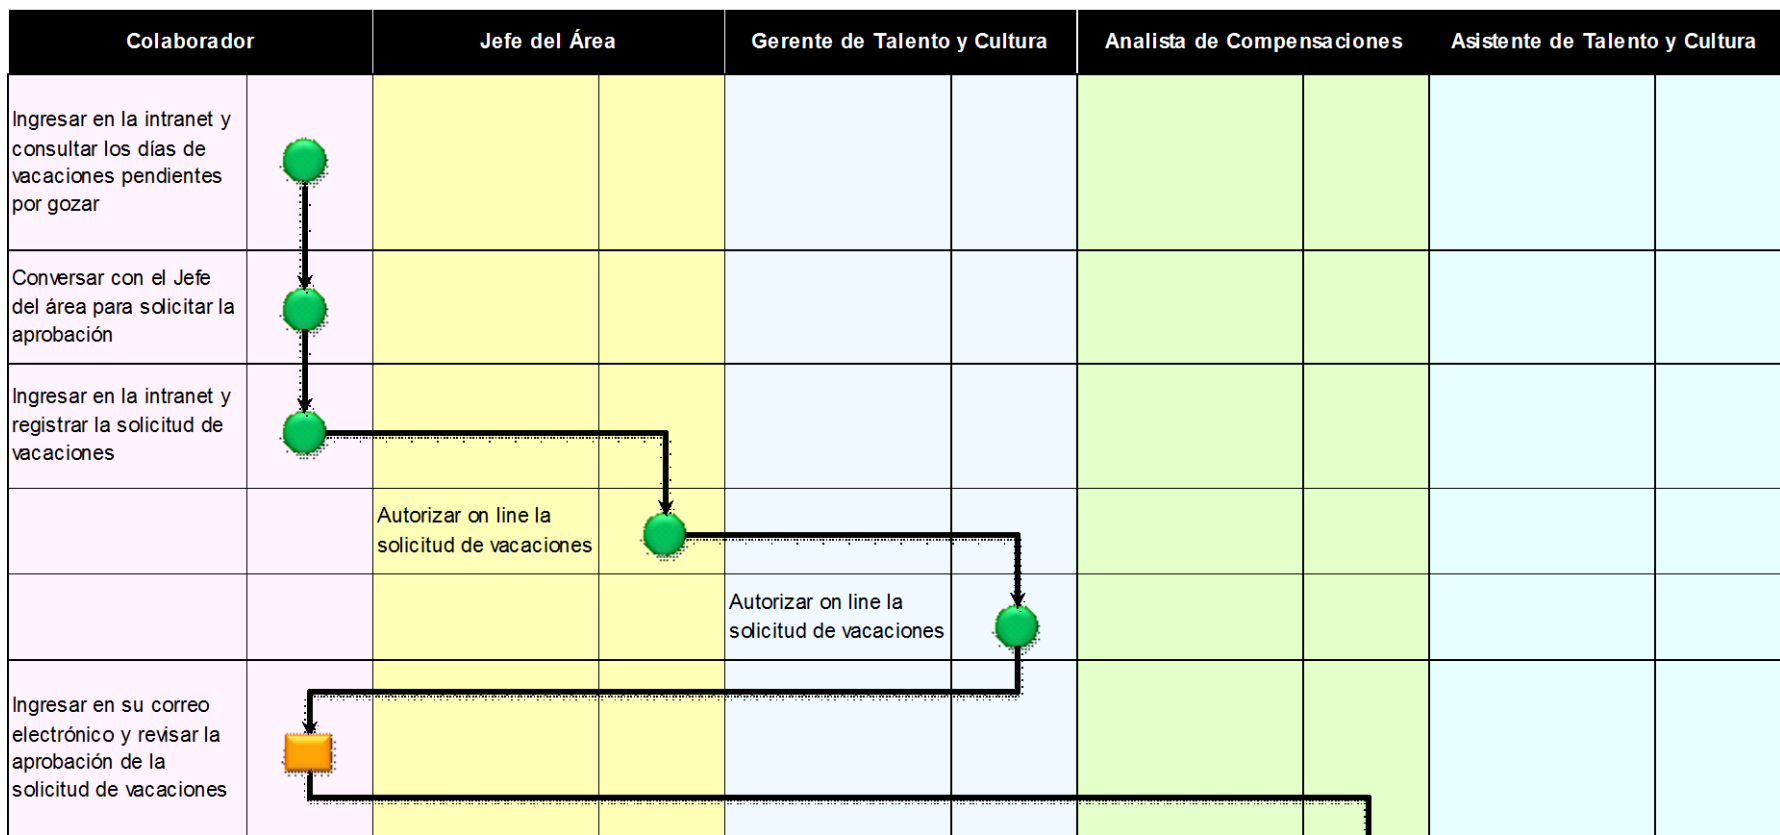 Colaborador
Jefe del Área
Gerente de Talento y Cultura
Analista de Compensaciones
Asistente de Talento y Cultura
Ingresar en la intranet y
consultar los días de
vacaciones pendientes
por gozar
Conversar con el Jefe
del área para solicitar la
aprobación
Ingresar en la intranet y
registrar la solicitud de
vacaciones
Autorizar on line la
solicitud de vacaciones
Autorizar on line la
solicitud de vacaciones
Ingresar en su correo
electrónico y revisar la
aprobación de la
solicitud de vacaciones